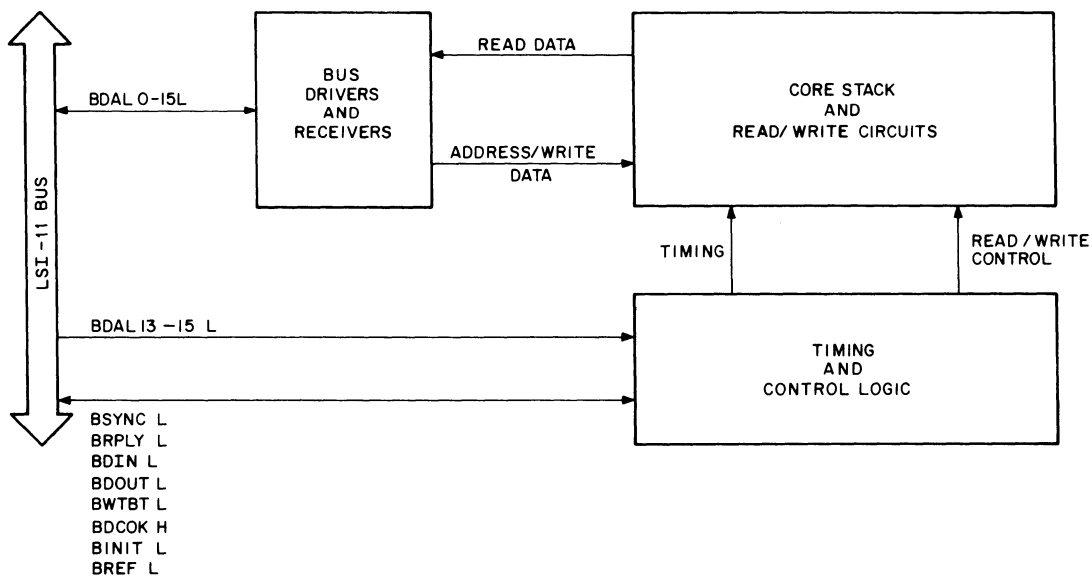 LSI-11 BUS
BDAL 0-15L
BUS
DRIVERS
AND
RECEIVERS
READ DATA
ADDRESS/WRITE
DATA
CORE STACK
AND
READ/WRITE CIRCUITS
TIMING
READ/WRITE
CONTROL
BDAL 13-15 L
TIMING
AND
CONTROL LOGIC
BSYNC L
BRPLY L
BDIN L
BDOUT L
BWTBT L
BDCOK H
BINIT L
BREF L